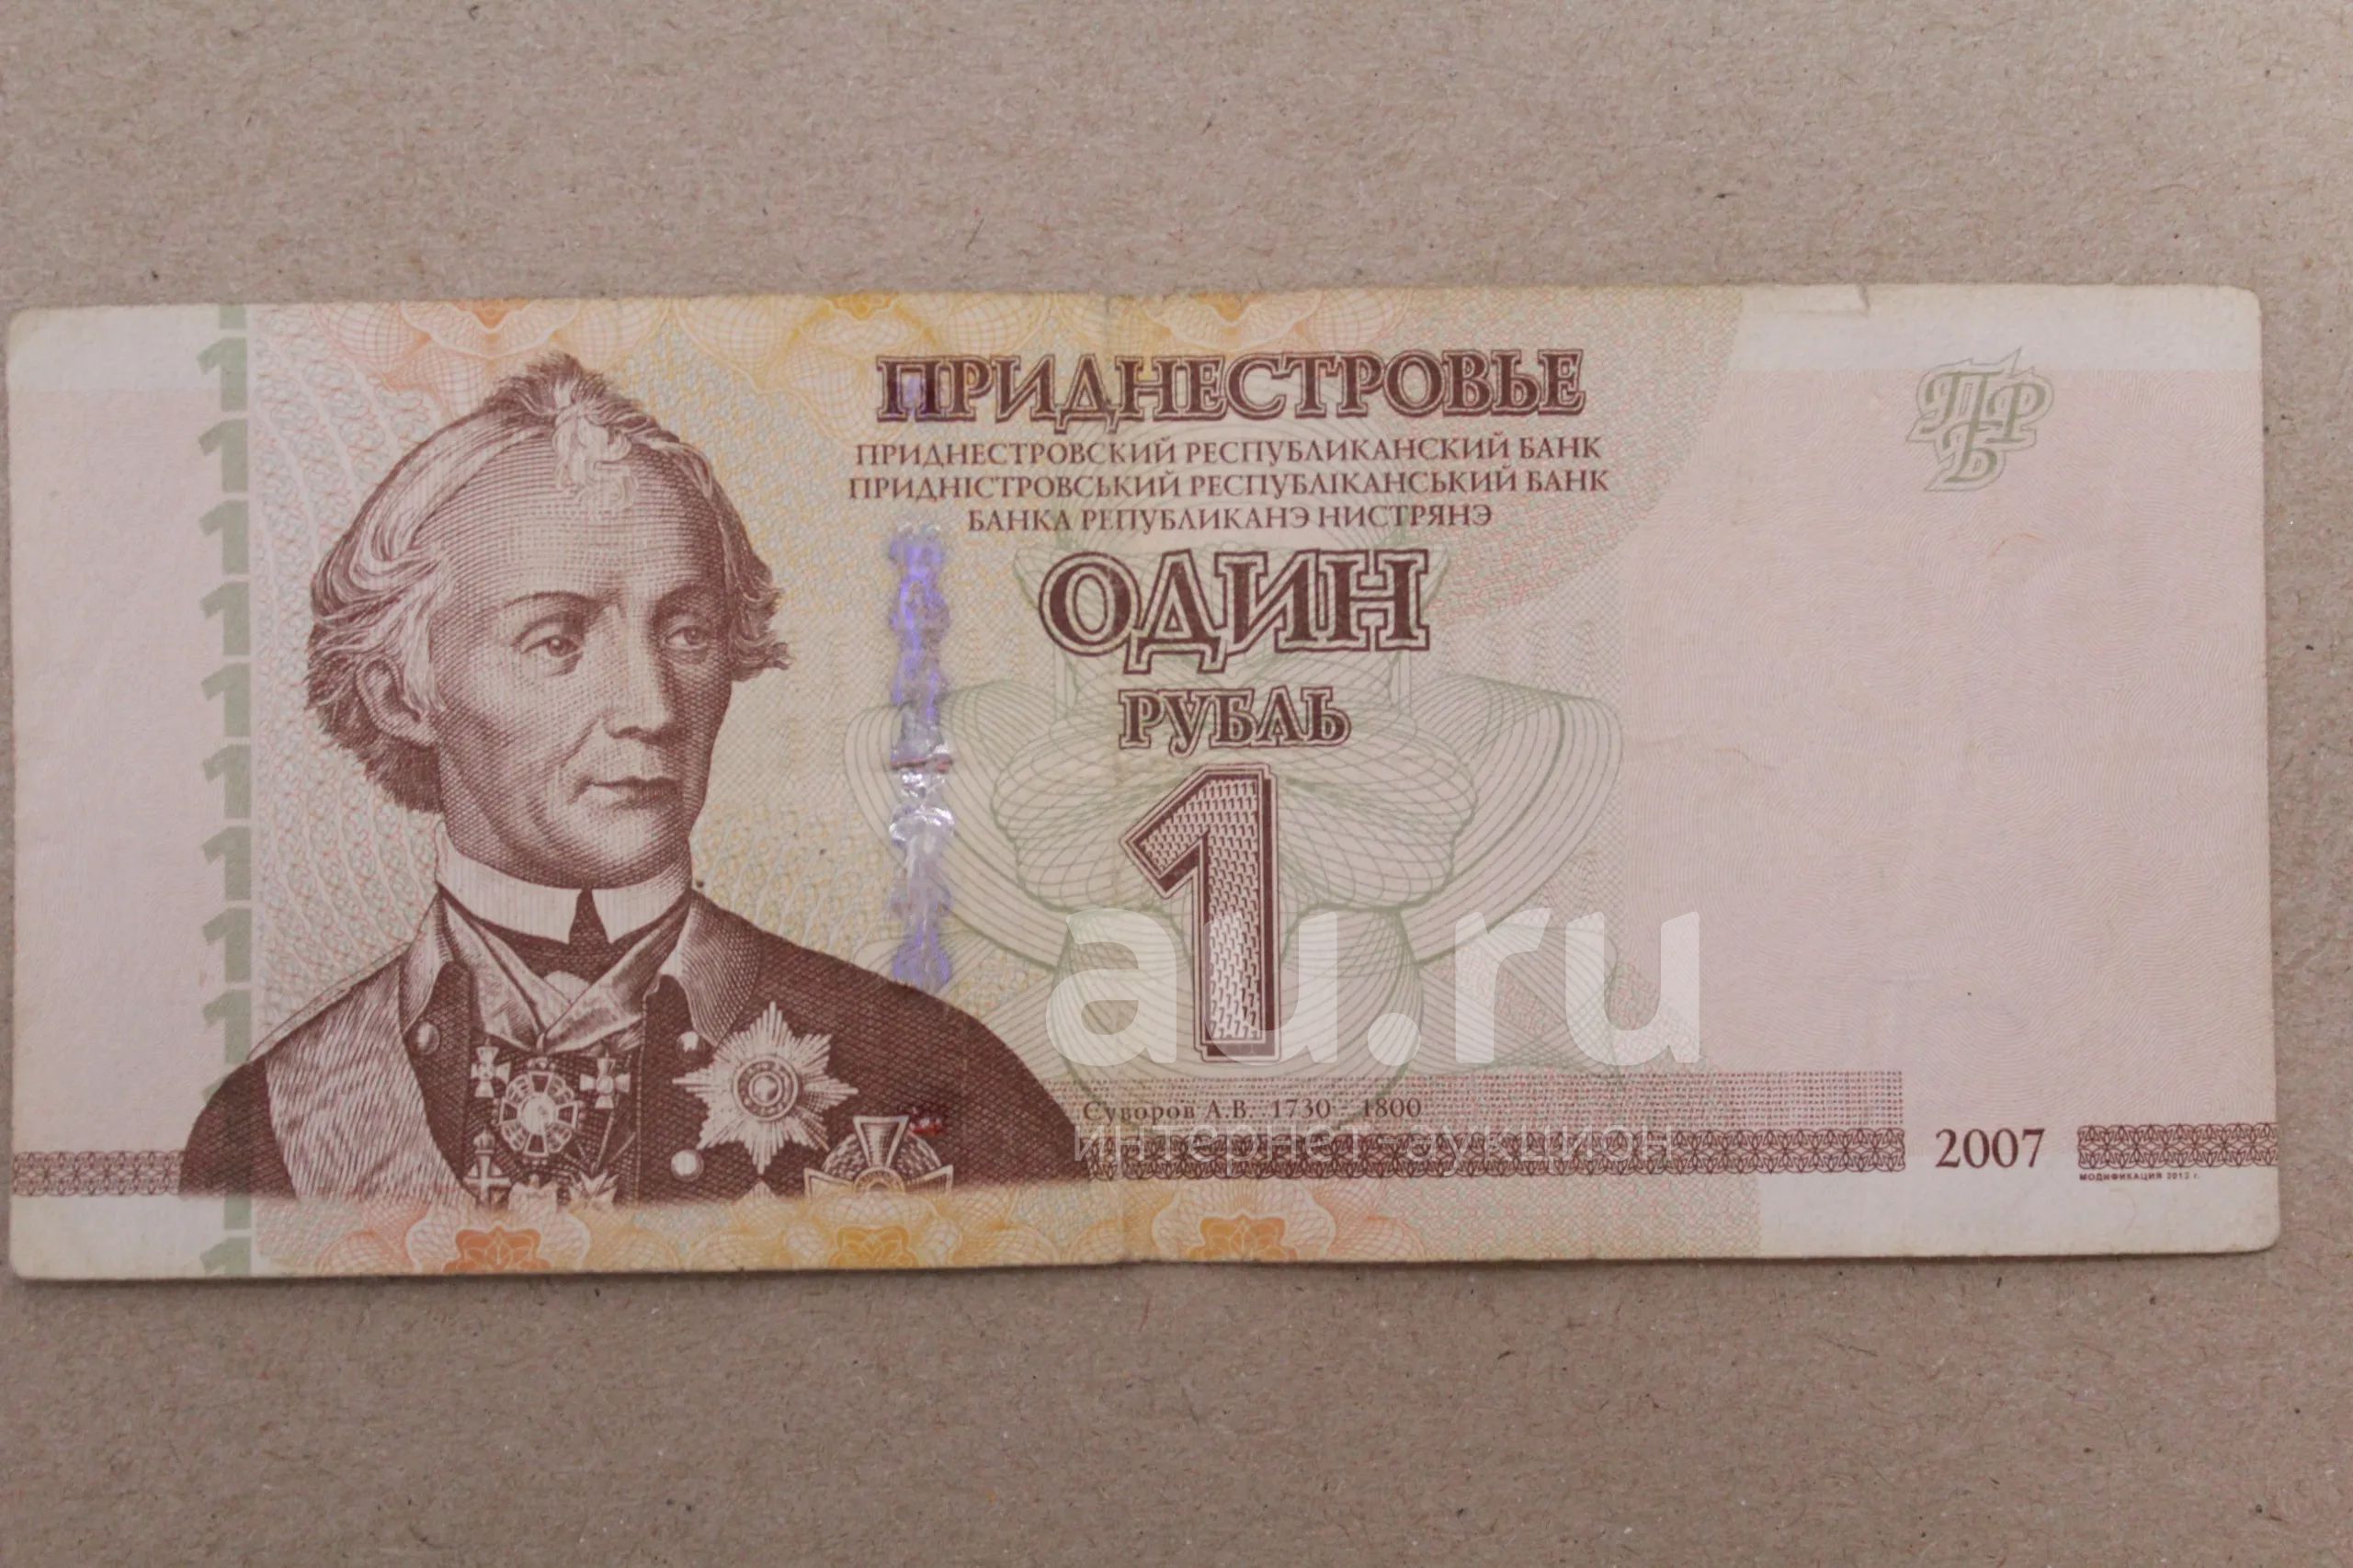 ПРИДНЕСТРОВЬЕ
ПРИДНЕСТРОВСКИЙ РЕСПУБЛИКАНСКИЙ БАНК
ПРИДНІСТРОВСЬКИЙ РЕСПУБЛІКАНСЬКИЙ БАНК
БАНКА РЕПУБЛИКАНЭ НИСТРЯНЭ
ПРБ
ОДИН
РУБЛЬ
1
au.ru
Суворов А.В. 1730 - 1800
интернет-аукцион
2007
МОДИФИКАЦИЯ 2012 г.